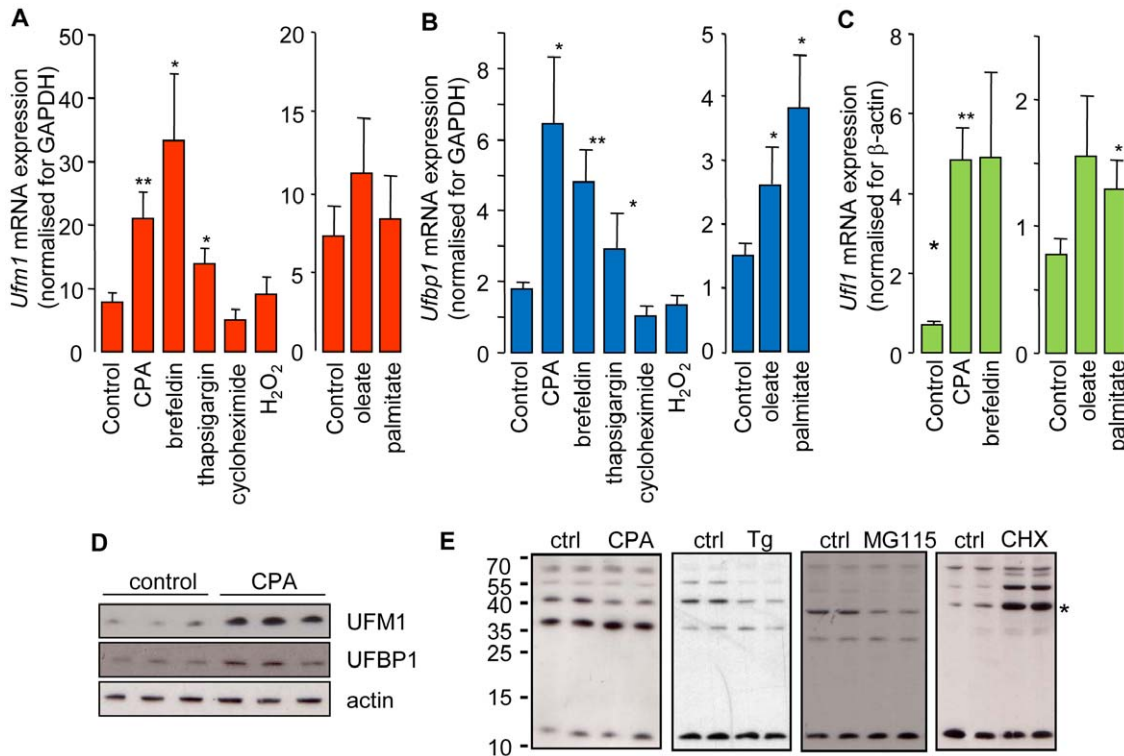 A
Ufm1 mRNA expression
(normalised for GAPDH)
50
40
30
20
10
0
**
*
*
Control
CPA
brefeldin
thapsigargin
cycloheximide
H2O2
20
15
10
5
0
Control
oleate
palmitate
B
Ufbp1 mRNA expression
(normalised for GAPDH)
8
6
4
2
0
*
**
*
Control
CPA
brefeldin
thapsigargin
cycloheximide
H2O2
5
4
3
2
1
0
*
*
Control
oleate
palmitate
C
Ufl1 mRNA expression
(normalised for β-actin)
8
6
4
2
0
*
**
Control
CPA
brefeldin
2
1
0
*
Control
oleate
palmitate
D
control CPA
UFM1
UFBP1
actin
E
ctrl CPA ctrl Tg ctrl MG115 ctrl CHX
70
55
40
35
25
15
10
*